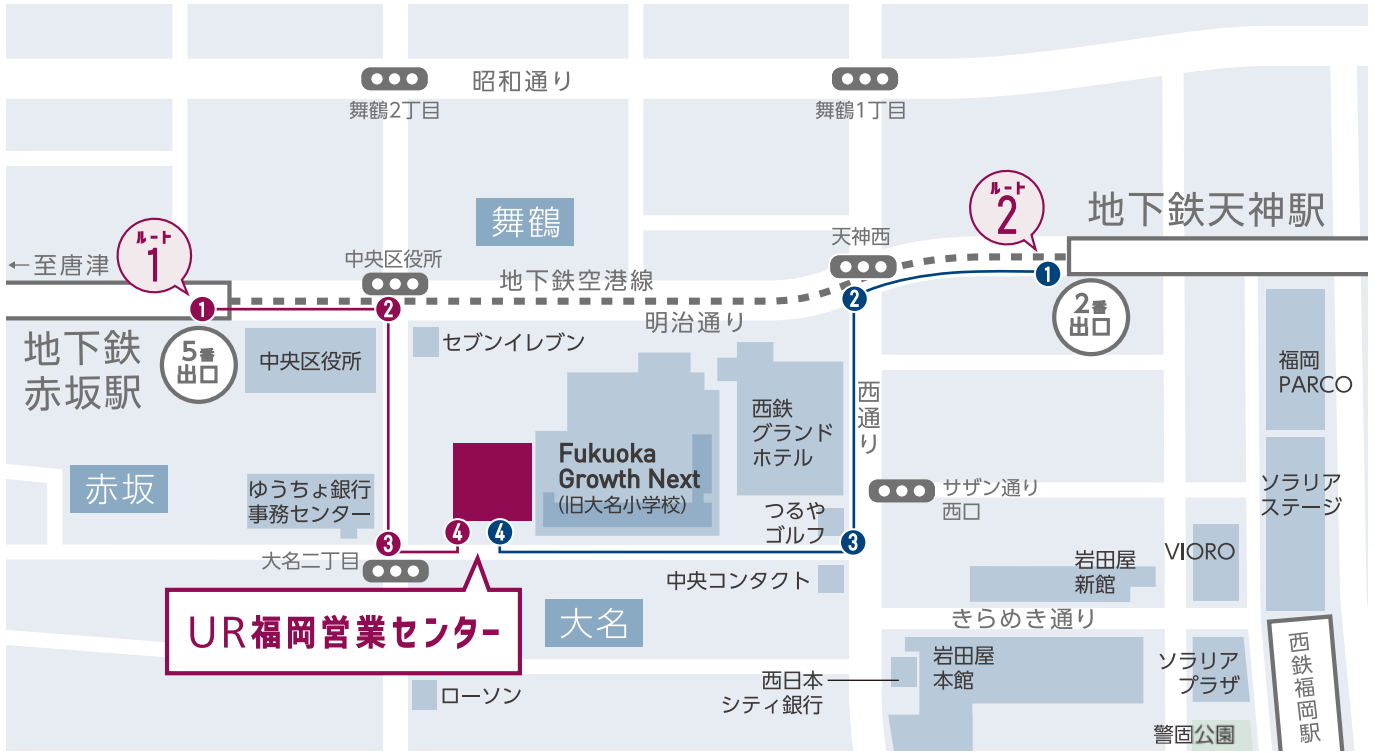 昭和通り
舞鶴2丁目
舞鶴1丁目
舞鶴
ルート
1
ルート
2
地下鉄天神駅
←至唐津
中央区役所
天神西
地下鉄空港線
明治通り
1
2
2
1
地下鉄
赤坂駅
5番
出口
2番
出口
中央区役所
セブンイレブン
福岡
PARCO
西鉄
グランド
ホテル
西通り
Fukuoka
Growth Next
(旧大名小学校)
赤坂
ゆうちょ銀行
事務センター
サザン通り
西口
ソラリア
ステージ
つるや
ゴルフ
3
4
4
3
大名二丁目
中央コンタクト
岩田屋
新館
VIORO
UR福岡営業センター
大名
きらめき通り
岩田屋
本館
ソラリア
プラザ
西鉄福岡駅
西日本
シティ銀行
ローソン
警固公園